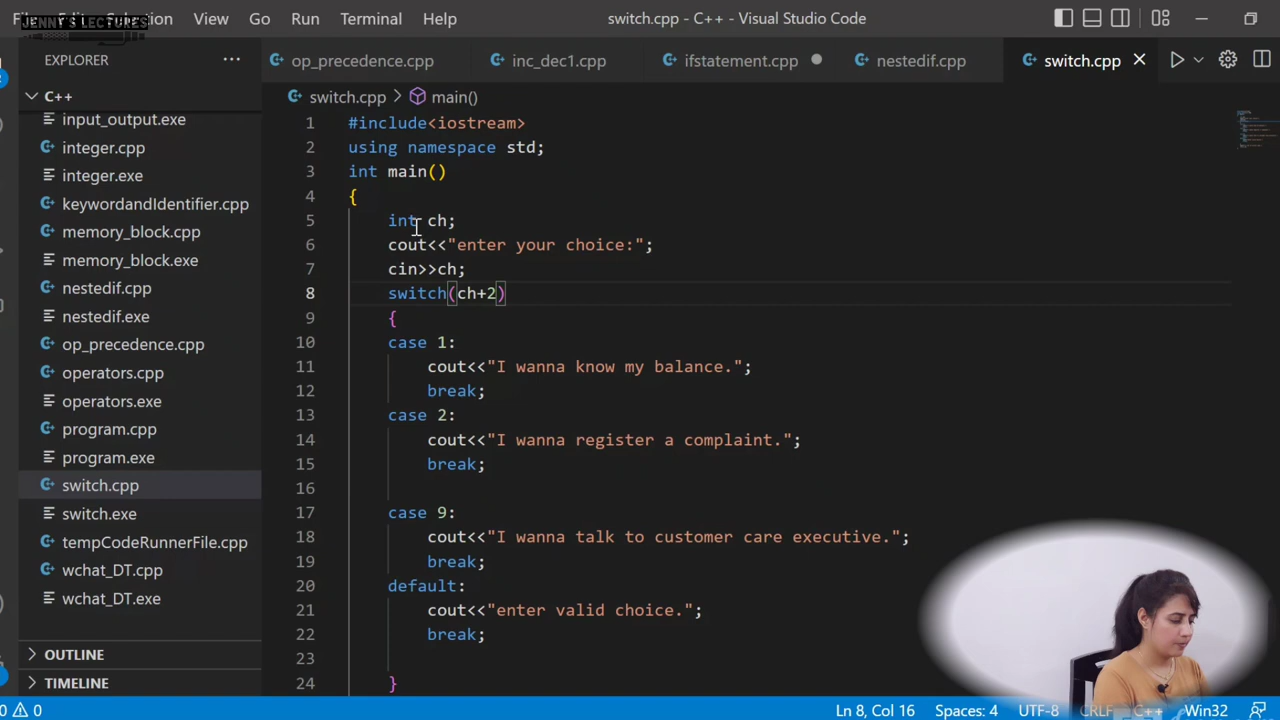 JENNY'S LECTURES
File Edit Selection View Go Run Terminal Help
switch.cpp - C++ - Visual Studio Code
EXPLORER
op_precedence.cpp
inc_dec1.cpp
ifstatement.cpp
nestedif.cpp
switch.cpp
C++
switch.cpp > main()
input_output.exe
integer.cpp
integer.exe
keywordandIdentifier.cpp
memory_block.cpp
memory_block.exe
nestedif.cpp
nestedif.exe
op_precedence.cpp
operators.cpp
operators.exe
program.cpp
program.exe
switch.cpp
switch.exe
tempCodeRunnerFile.cpp
wchat_DT.cpp
wchat_DT.exe
OUTLINE
TIMELINE
1 #include<iostream>
2 using namespace std;
3 int main()
4 {
5 int ch;
6 cout<<"enter your choice:";
7 cin>>ch;
8 switch(ch+2)
9 {
10 case 1:
11 cout<<"I wanna know my balance.";
12 break;
13 case 2:
14 cout<<"I wanna register a complaint.";
15 break;
16
17 case 9:
18 cout<<"I wanna talk to customer care executive.";
19 break;
20 default:
21 cout<<"enter valid choice.";
22 break;
23
24 }
0 0
Ln 8, Col 16 Spaces: 4 UTF-8 CRLF C++ Win32